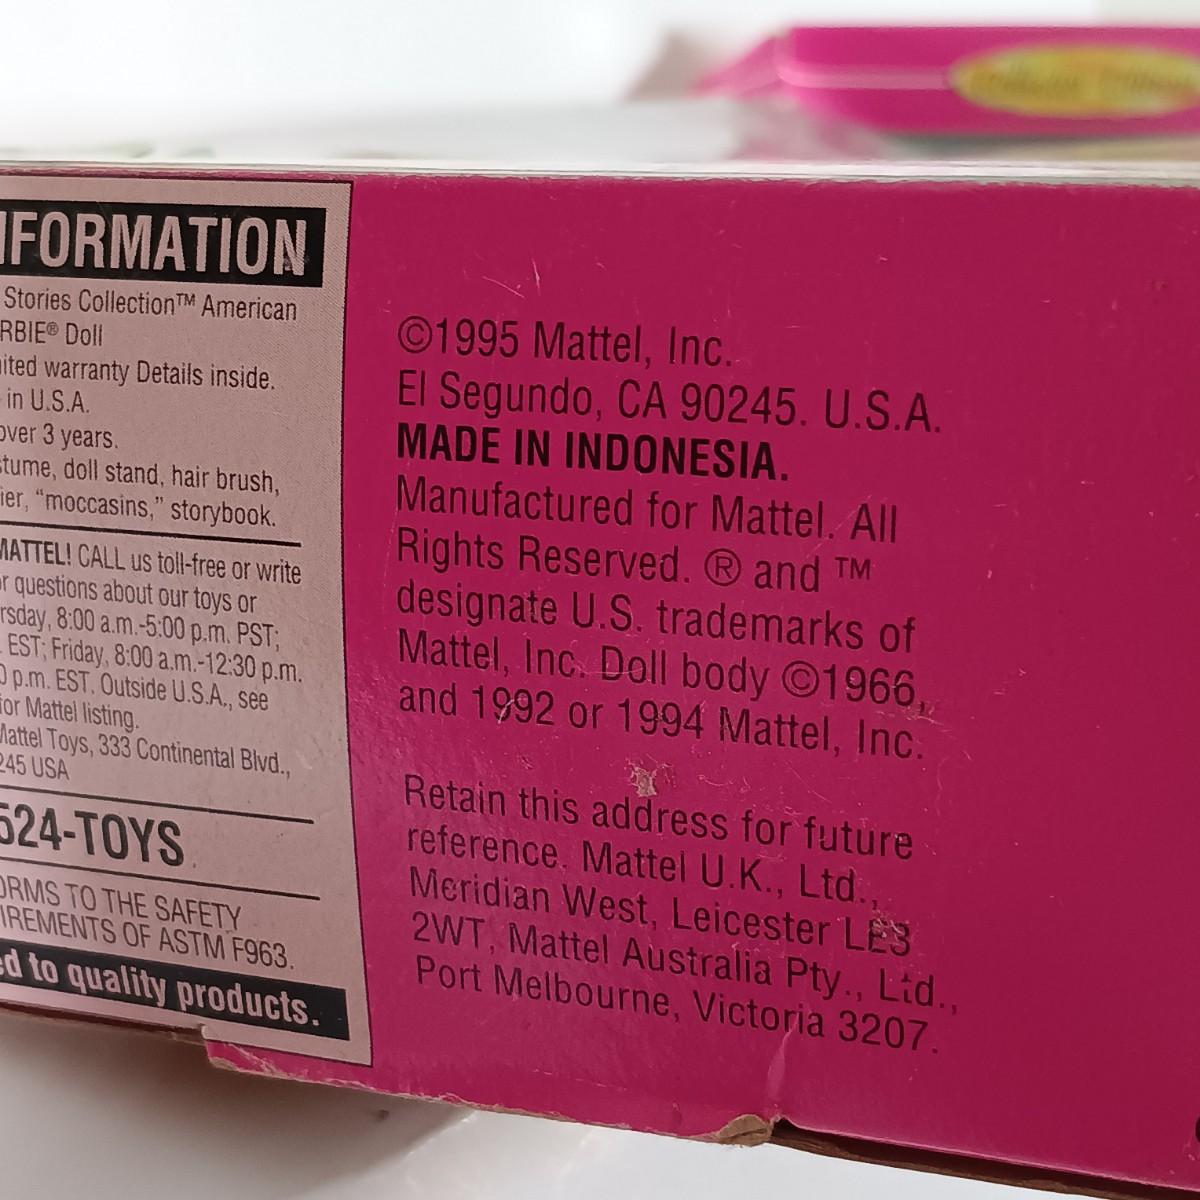 FORMATION
Stories Collection™ American
RBIE® Doll
ited warranty Details inside.
in U.S.A.
over 3 years.
stume, doll stand, hair brush,
ier, “moccasins,” storybook.
MATTEL! CALL us toll-free or write
or questions about our toys or
rsday, 8:00 a.m.-5:00 p.m. PST;
EST; Friday, 8:00 a.m.-12:30 p.m.
0 p.m. EST. Outside U.S.A., see
for Mattel listing.
Mattel Toys, 333 Continental Blvd.,
245 USA
524-TOYS
ORMS TO THE SAFETY
IREMENTS OF ASTM F963.
ed to quality products.
©1995 Mattel, Inc.
El Segundo, CA 90245. U.S.A.
MADE IN INDONESIA.
Manufactured for Mattel. All
Rights Reserved. ® and ™
designate U.S. trademarks of
Mattel, Inc. Doll body ©1966,
and 1992 or 1994 Mattel, Inc.
Retain this address for future
reference. Mattel U.K., Ltd.,
Meridian West, Leicester LE3
2WT, Mattel Australia Pty., Ltd.,
Port Melbourne, Victoria 3207.